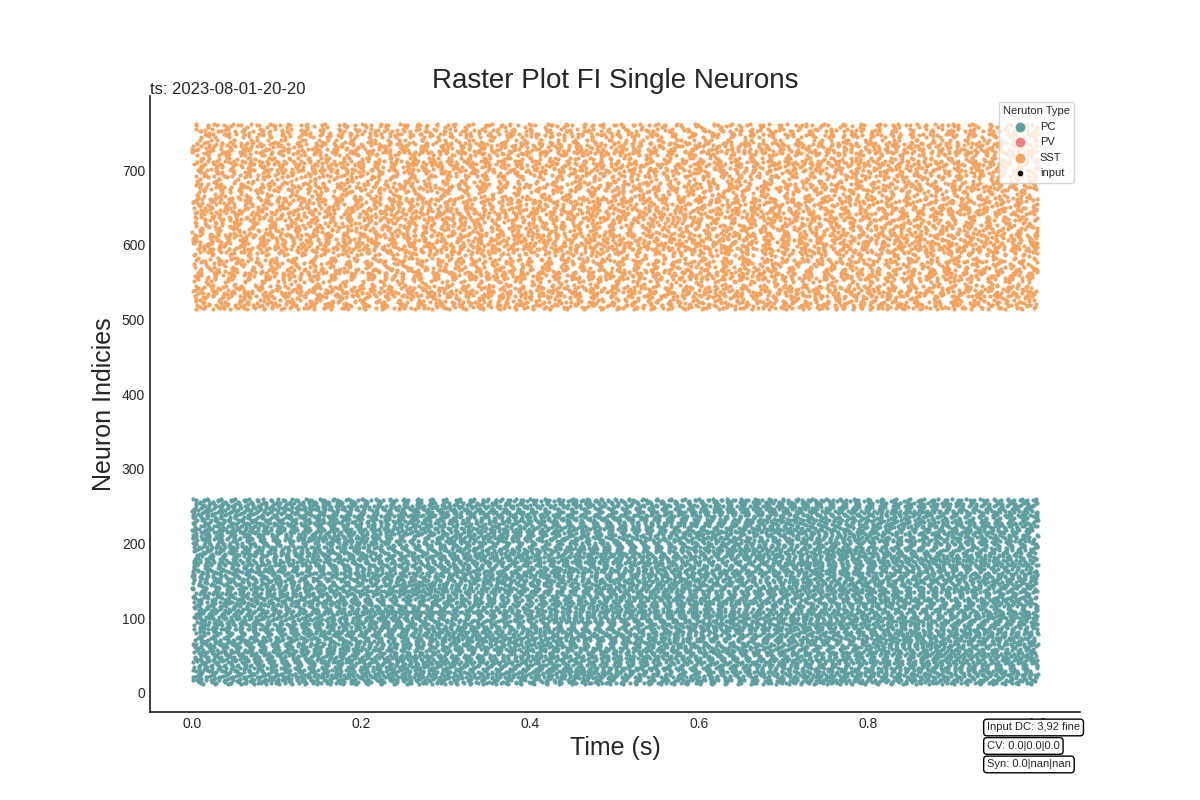 Raster Plot FI Single Neurons
ts: 2023-08-01-20-20
Neruton Type
PC
PV
SST
input
Neuron Indicies
700
600
500
400
300
200
100
0
0.0 0.2 0.4 0.6 0.8
Time (s)
Input DC: 3,92 fine
CV: 0.0|0.0|0.0
Syn: 0.0|nan|nan